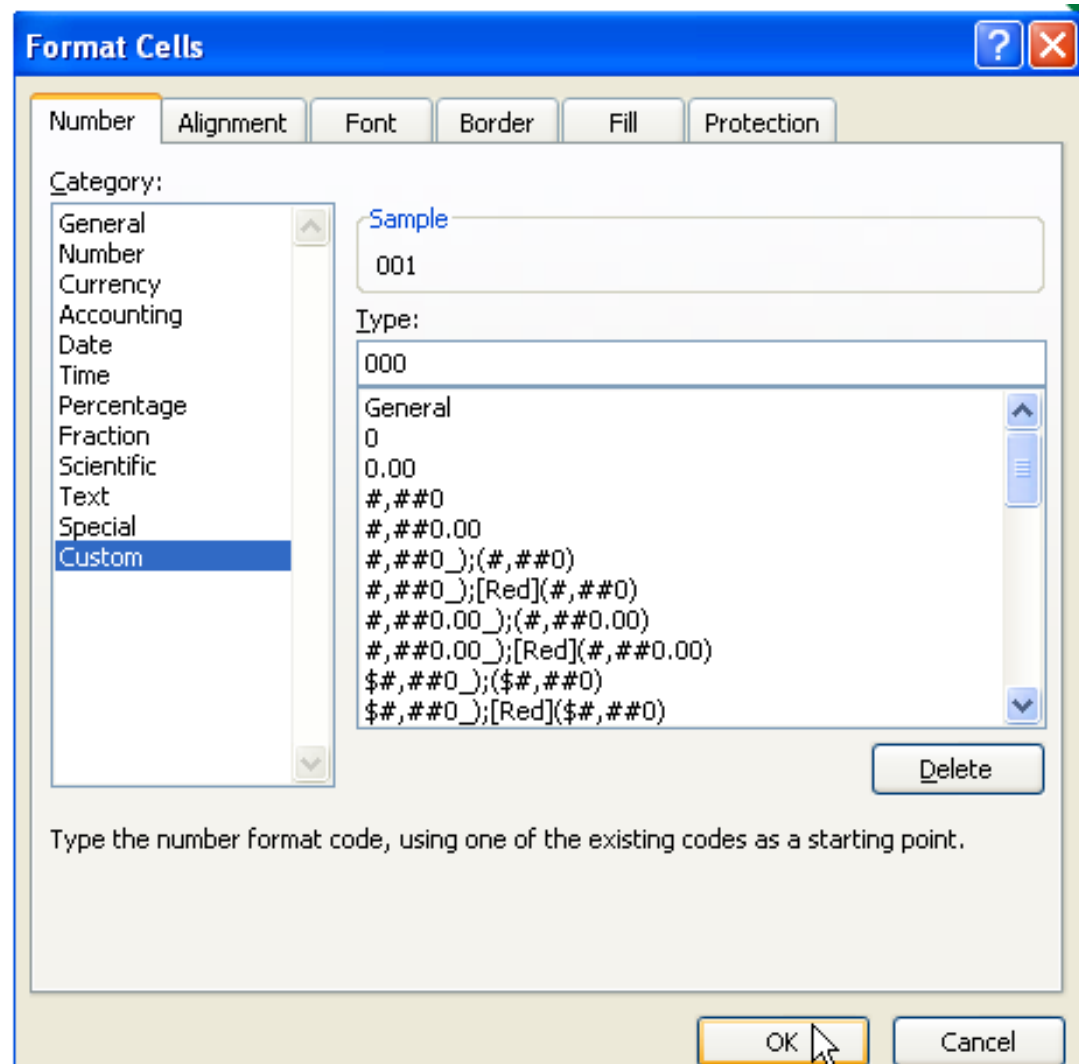 Format Cells
?
Number Alignment Font Border Fill Protection
Category:
General
Number
Currency
Accounting
Date
Time
Percentage
Fraction
Scientific
Text
Special
Custom
Sample
001
Type:
000
General
0
0.00
#,##0
#,##0.00
#,##0_);(#,##0)
#,##0_);[Red](#,##0)
#,##0.00_);(#,##0.00)
#,##0.00_);[Red](#,##0.00)
$#,##0_);($#,##0)
$#,##0_);[Red]($#,##0)
Delete
Type the number format code, using one of the existing codes as a starting point.
OK Cancel